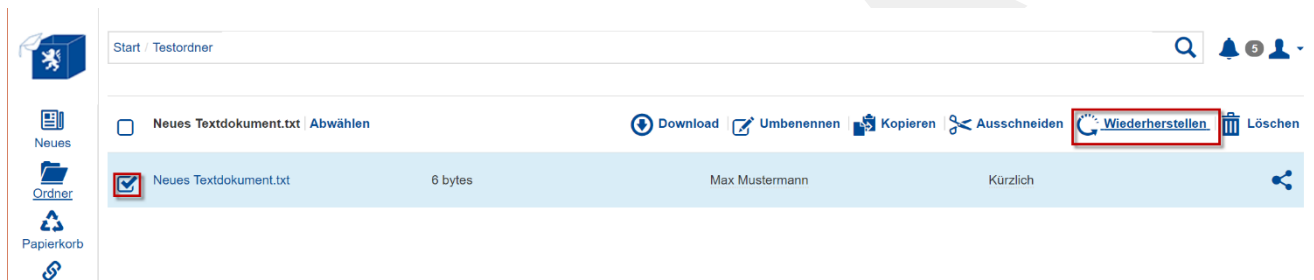 Start / Testordner
5
Neues Textdokument.txt Abwählen Download Umbenennen Kopieren Ausschneiden Wiederherstellen Löschen
Neues
Neues Textdokument.txt 6 bytes Max Mustermann Kürzlich
Ordner
Papierkorb